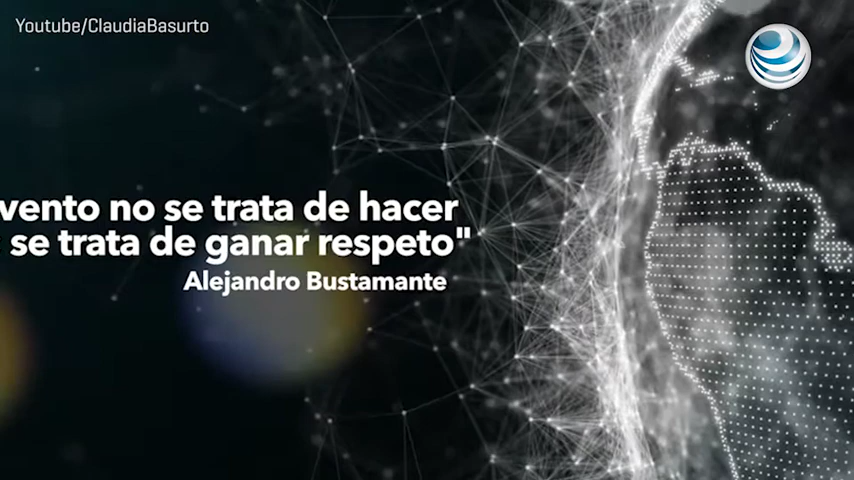 Youtube/ClaudiaBasurto
vento no se trata de hacer
se trata de ganar respeto"
Alejandro Bustamante